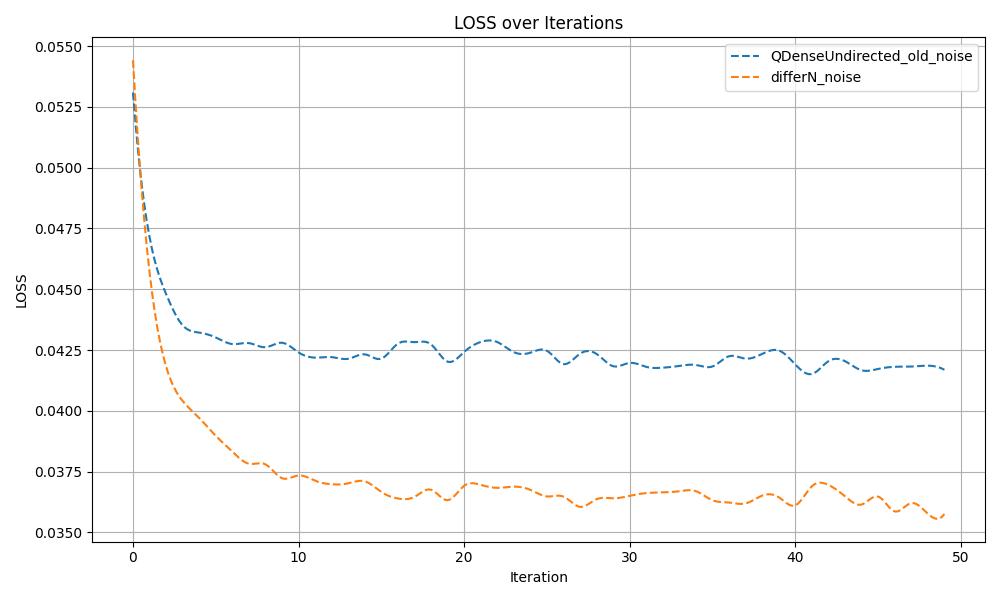 LOSS over Iterations
0.0550
0.0525
0.0500
0.0475
0.0450
0.0425
0.0400
0.0375
0.0350
LOSS
QDenseUndirected_old_noise
differN_noise
0 10 20 30 40 50
Iteration